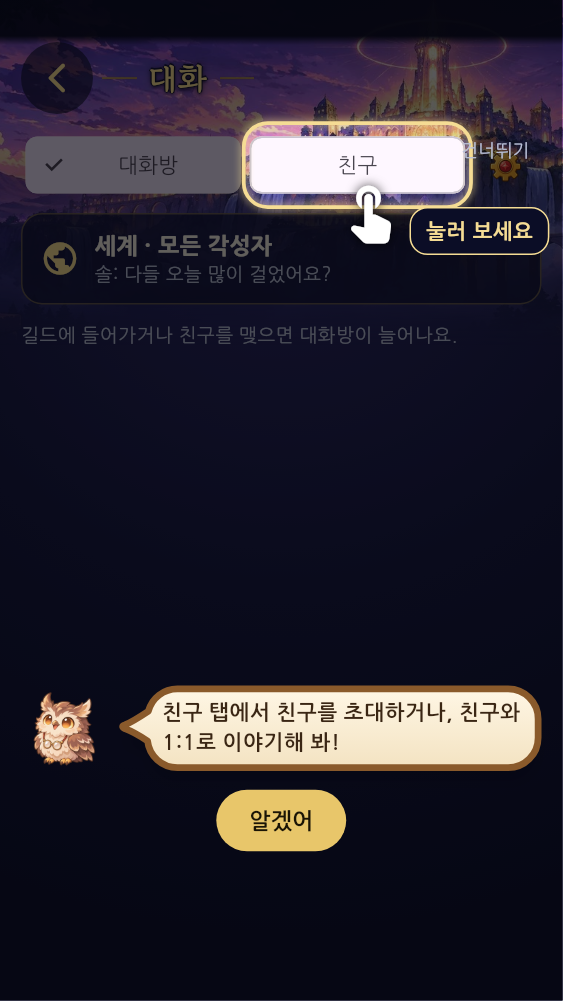 대화
대화방
친구
건너뛰기
눌러 보세요
세계 · 모든 각성자
솔: 다들 오늘 많이 걸었어요?
길드에 들어가거나 친구를 맺으면 대화방이 늘어나요.
친구 탭에서 친구를 초대하거나, 친구와
1:1로 이야기해 봐!
알겠어